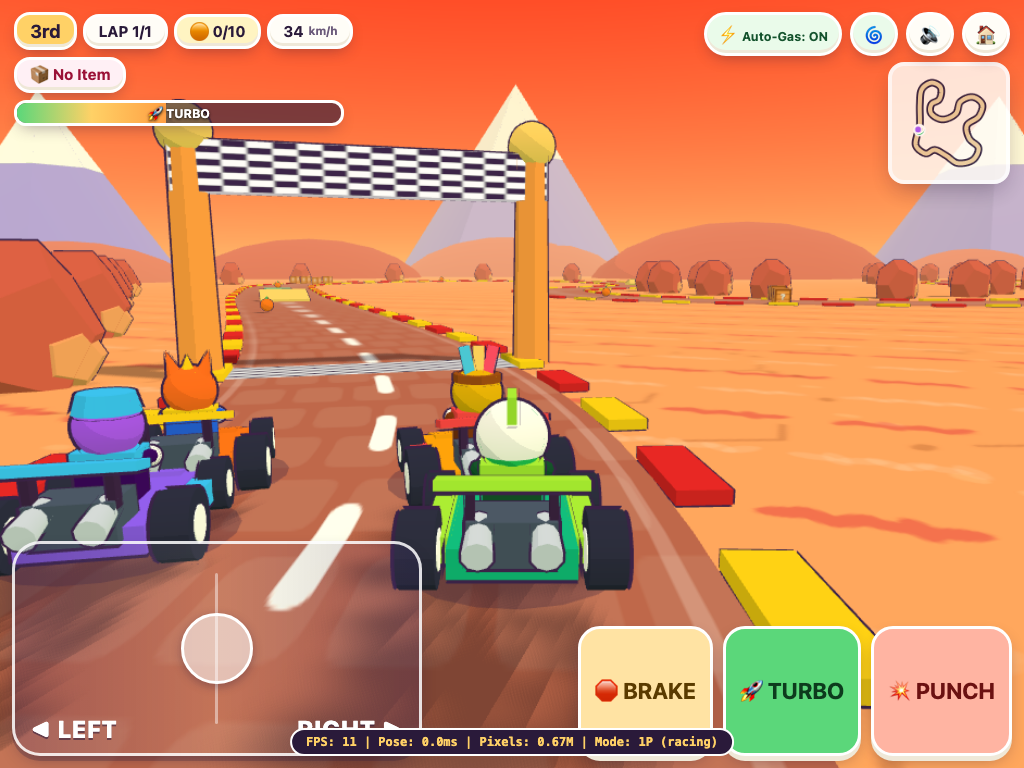 3rd
LAP 1/1
0/10
34 km/h
Auto-Gas: ON
No Item
TURBO
LEFT
RIGHT
BRAKE
TURBO
PUNCH
FPS: 11 | Pose: 0.0ms | Pixels: 0.67M | Mode: 1P (racing)